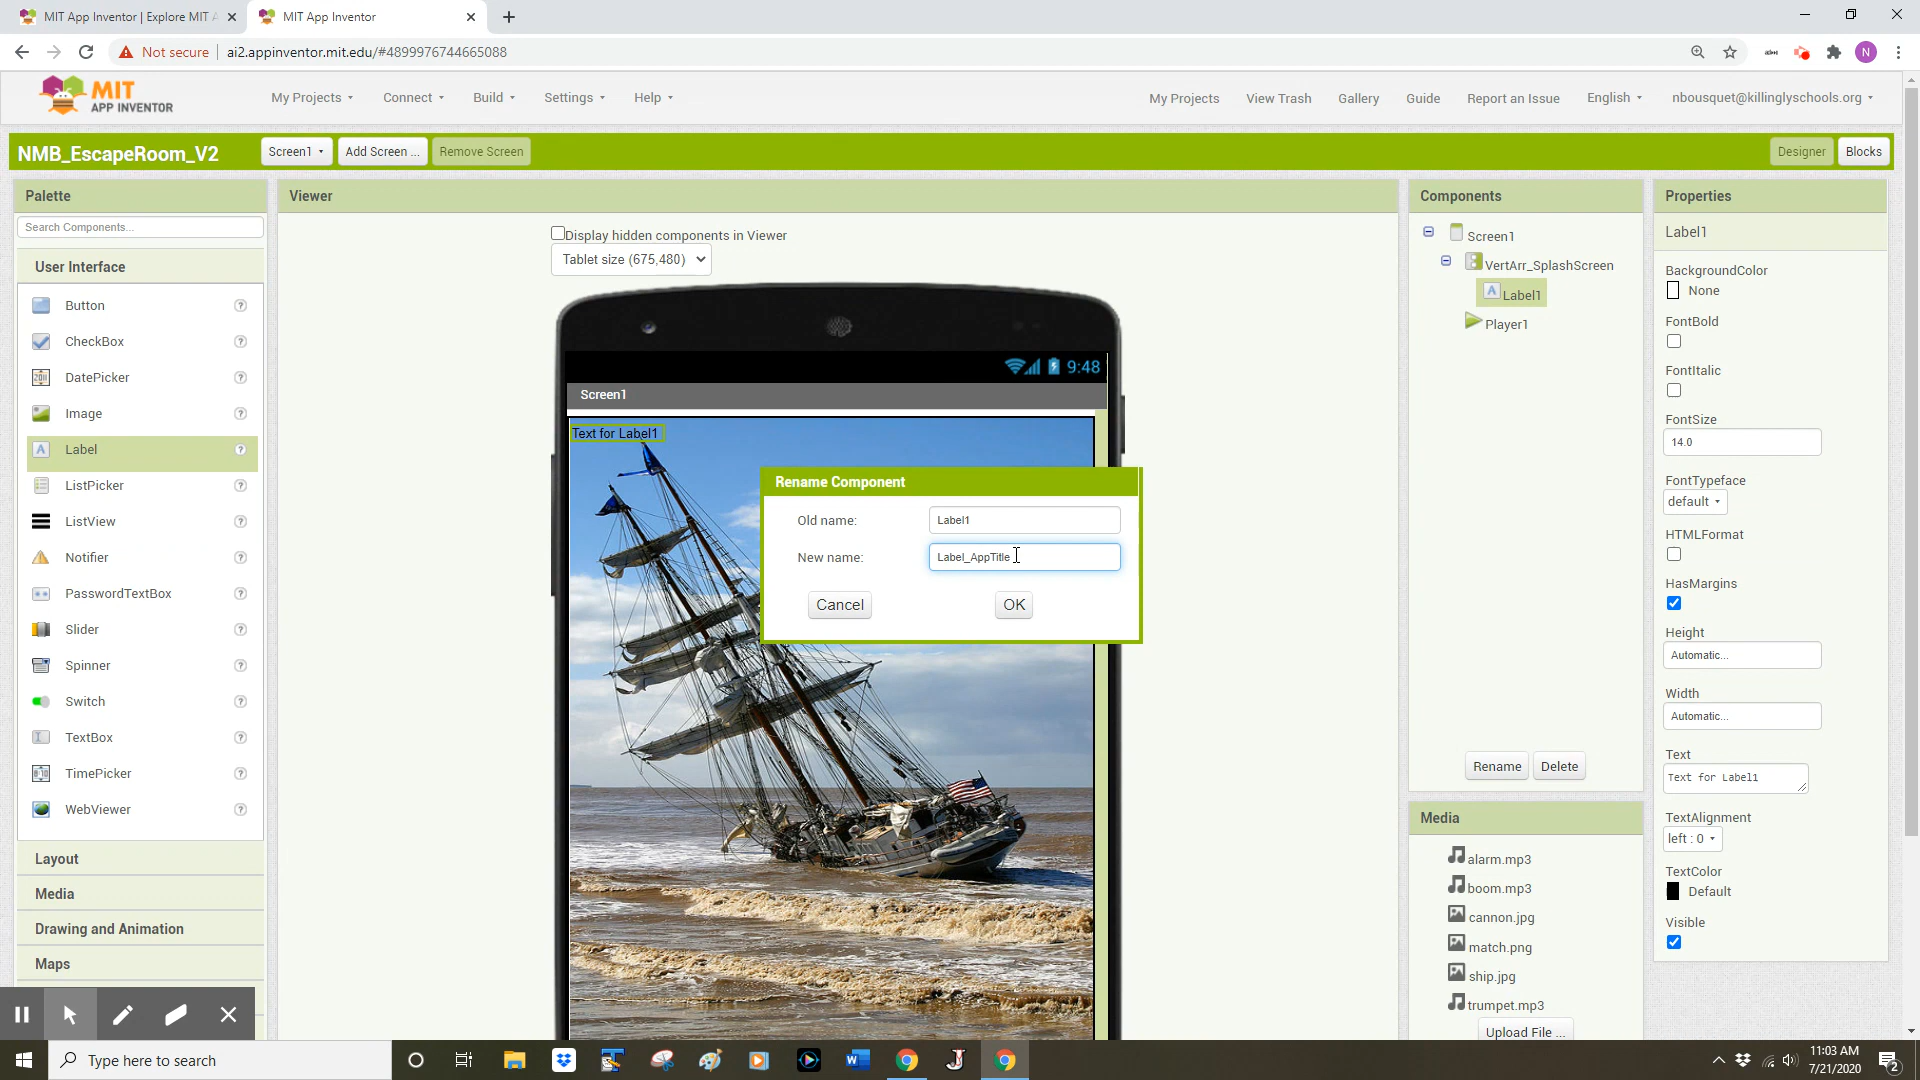 MIT App Inventor | Explore MIT A
MIT App Inventor
Not secure | ai2.appinventor.mit.edu/#4899976744665088
N
MIT
APP INVENTOR
My Projects
Connect
Build
Settings
Help
My Projects
View Trash
Gallery
Guide
Report an Issue
English
nbousquet@killinglyschools.org
NMB_EscapeRoom_V2
Screen1
Add Screen ...
Remove Screen
Designer
Blocks
Palette
Search Components...
User Interface
Button
CheckBox
DatePicker
Image
Label
ListPicker
ListView
Notifier
PasswordTextBox
Slider
Spinner
Switch
TextBox
TimePicker
WebViewer
Layout
Media
Drawing and Animation
Maps
Viewer
Display hidden components in Viewer
Tablet size (675,480)
9:48
Screen1
Text for Label1
Rename Component
Old name:
Label1
New name:
Label_AppTitle
Cancel
OK
Components
Screen1
VertArr_SplashScreen
Label1
Player1
Rename
Delete
Media
alarm.mp3
boom.mp3
cannon.jpg
match.png
ship.jpg
trumpet.mp3
Upload File ...
Properties
Label1
BackgroundColor
None
FontBold
FontItalic
FontSize
14.0
FontTypeface
default
HTMLFormat
HasMargins
Height
Automatic...
Width
Automatic...
Text
Text for Label1
TextAlignment
left : 0
TextColor
Default
Visible
Type here to search
11:03 AM
7/21/2020
2